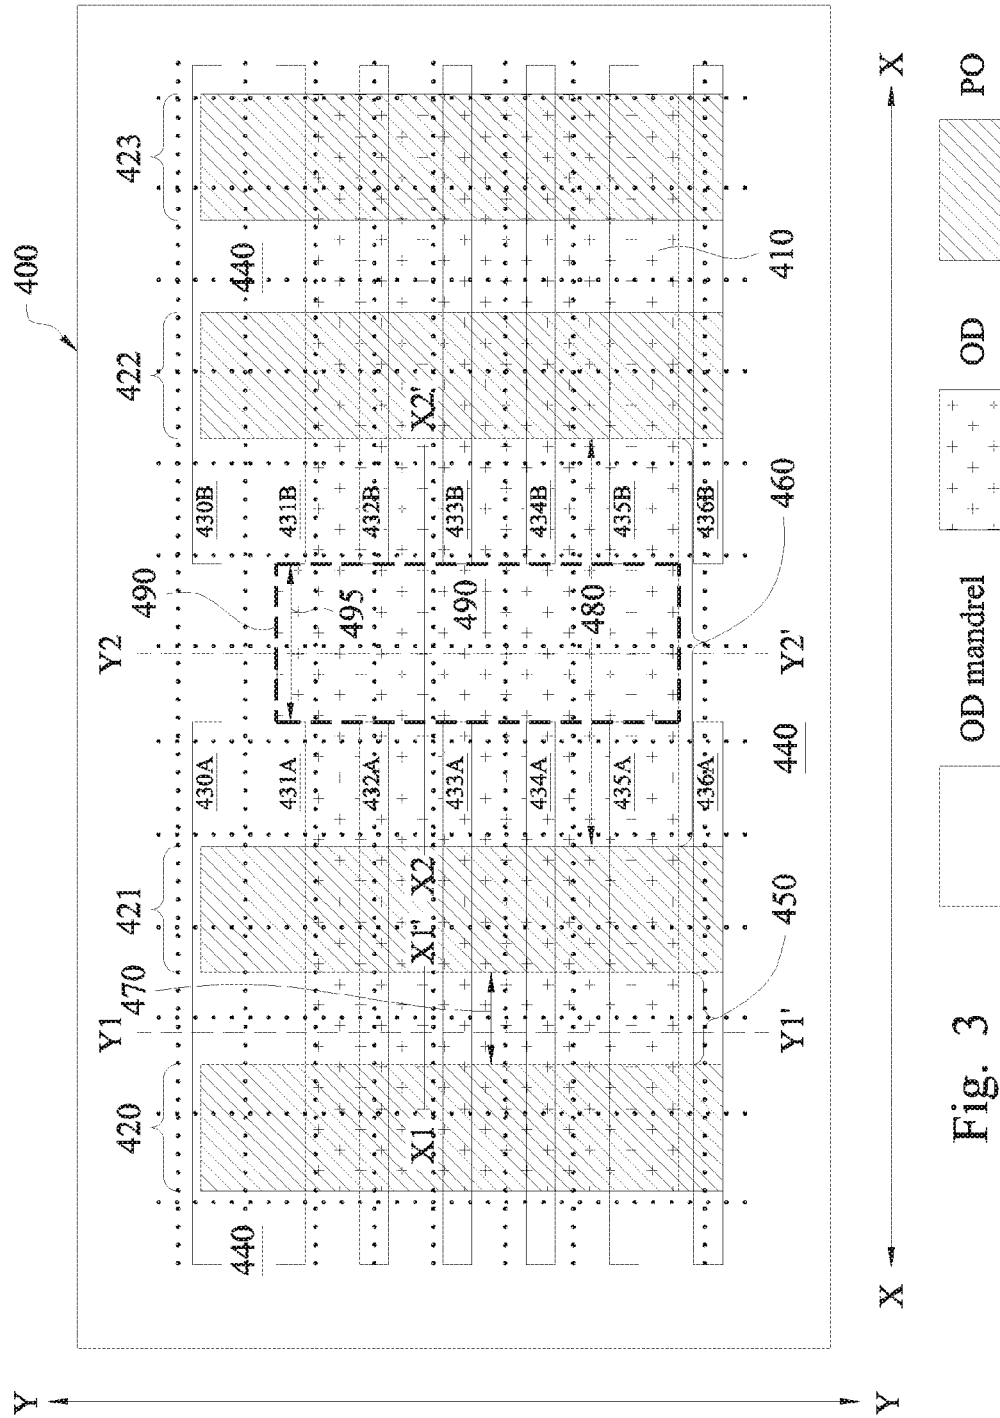 400
420
421
422
423
Y1
470
Y2
490
440
440
430A
430B
431A
495
431B
432A
432B
X1
X1'
X2
X2'
433A
490
433B
434A
434B
435A
480
435B
436A
436B
Y1'
450
440
Y2'
460
410
Y
Y
X
X
Fig. 3
OD mandrel
OD
PO